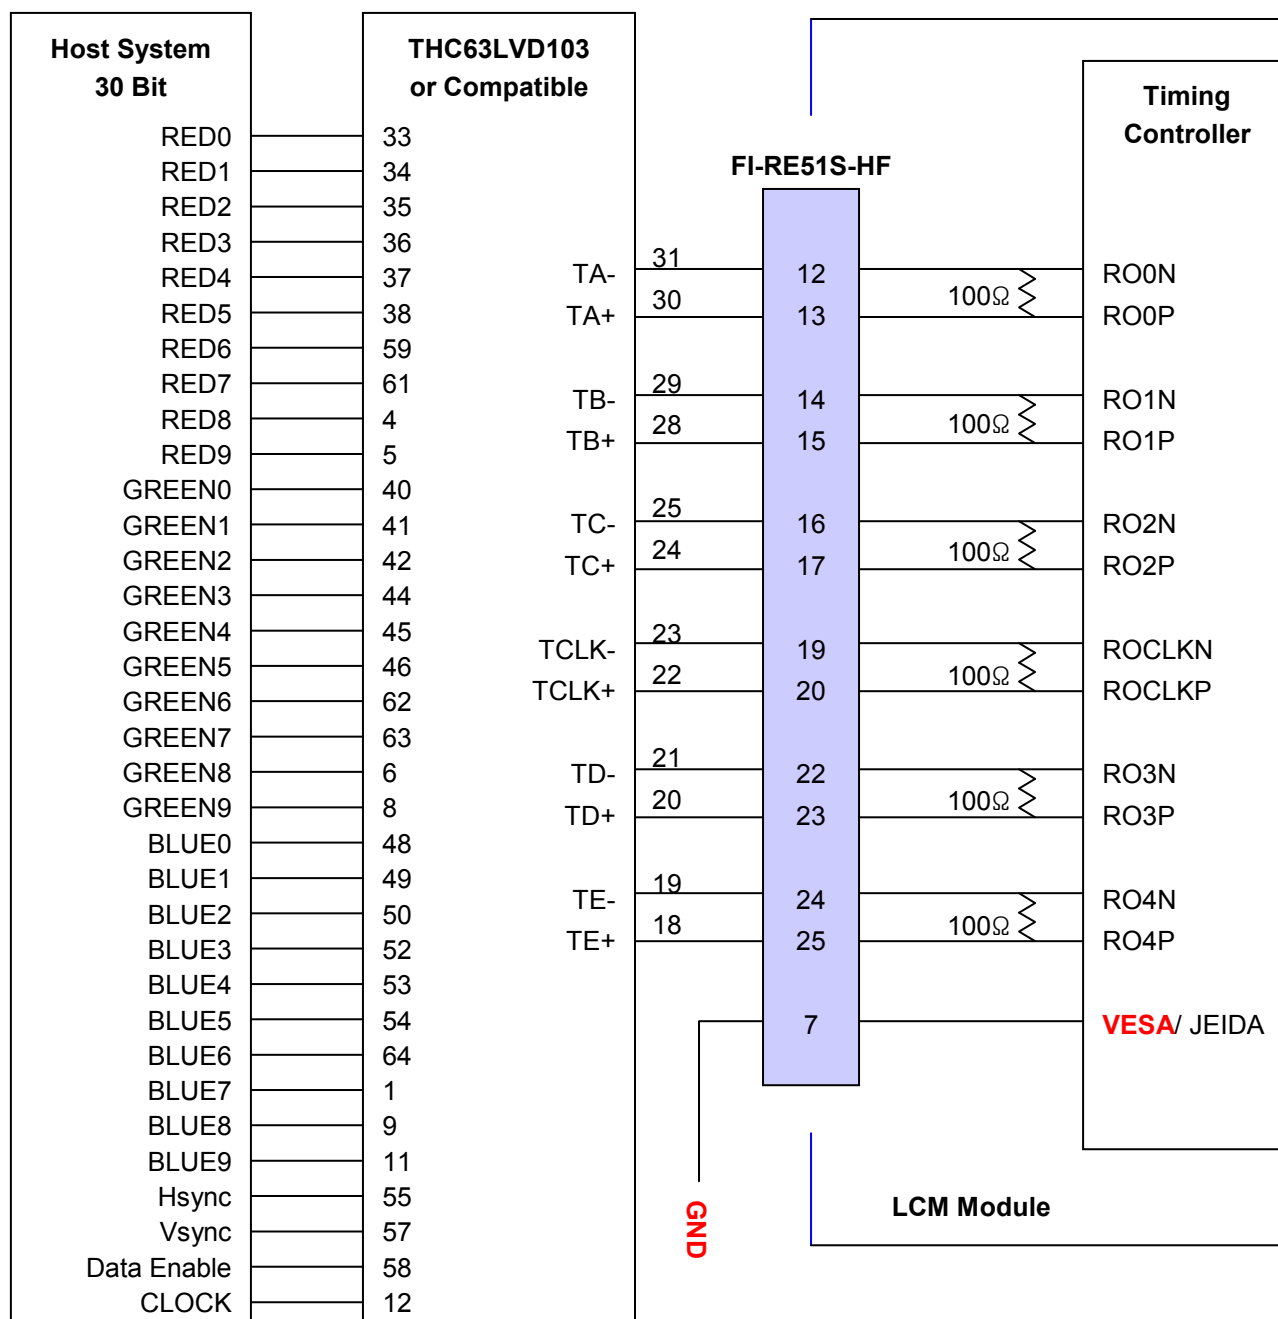 Host System
30 Bit
RED0
RED1
RED2
RED3
RED4
RED5
RED6
RED7
RED8
RED9
GREEN0
GREEN1
GREEN2
GREEN3
GREEN4
GREEN5
GREEN6
GREEN7
GREEN8
GREEN9
BLUE0
BLUE1
BLUE2
BLUE3
BLUE4
BLUE5
BLUE6
BLUE7
BLUE8
BLUE9
Hsync
Vsync
Data Enable
CLOCK
THC63LVD103
or Compatible
33
34
35
36
37
38
59
61
4
5
40
41
42
44
45
46
62
63
6
8
48
49
50
52
53
54
64
1
9
11
55
57
58
12
TA-
TA+
TB-
TB+
TC-
TC+
TCLK-
TCLK+
TD-
TD+
TE-
TE+
31
30
29
28
25
24
23
22
21
20
19
18
FI-RE51S-HF
12
13
14
15
16
17
19
20
22
23
24
25
7
GND
100Ω
100Ω
100Ω
100Ω
100Ω
100Ω
Timing
Controller
RO0N
RO0P
RO1N
RO1P
RO2N
RO2P
ROCLKN
ROCLKP
RO3N
RO3P
RO4N
RO4P
VESA/ JEIDA
LCM Module